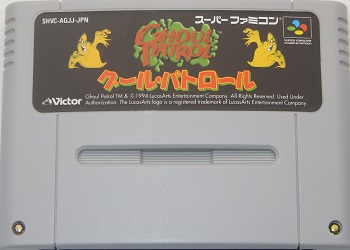 SHVC-AGJJ-JPN
スーパーファミコン
GHOUL PATROL
SUPER FAMICOM
グール・パトロール
Victor
Ghoul Patrol TM & ©1994 LucasArts Entertainment Company. All Rights Reserved. Used Under
Authorization. The LucasArts logo is a registered trademark of LucasArts Entertainment Company.